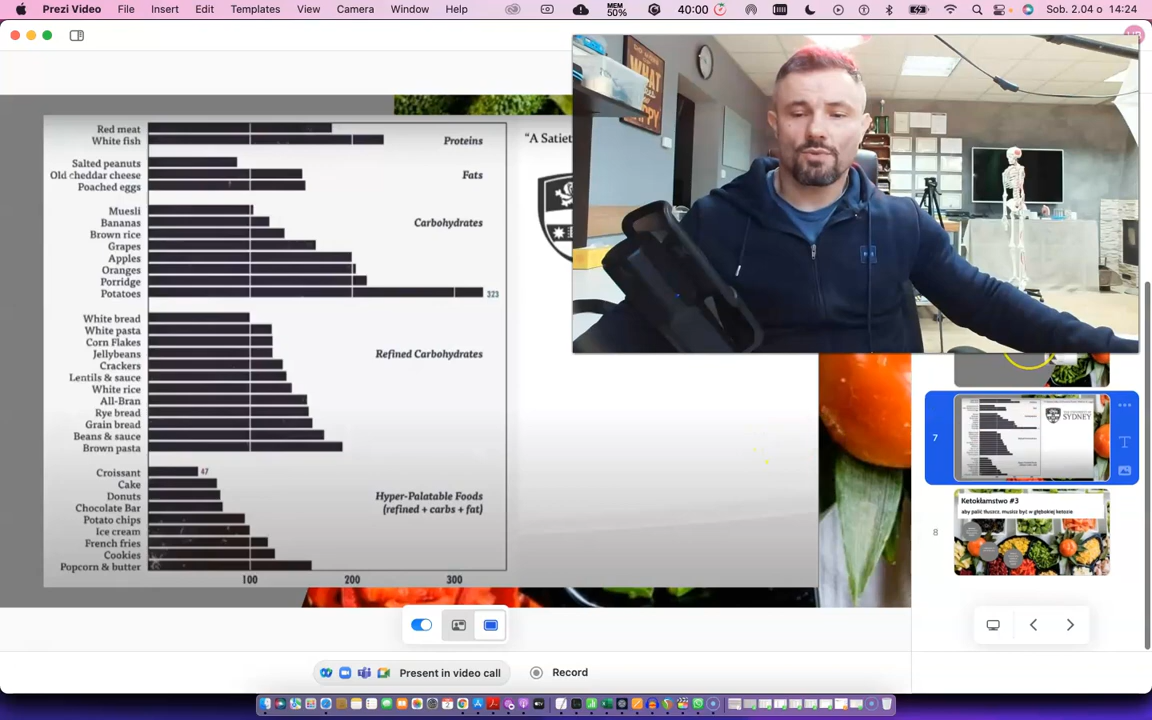 Prezi Video File Insert Edit Templates View Camera Window Help MEM 50% 40:00 Sob. 2.04 o 14:24
WHAT
Red meat
White fish
Proteins
"A Satiet
Salted peanuts
Old cheddar cheese
Poached eggs
Fats
Muesli
Bananas
Brown rice
Grapes
Apples
Oranges
Porridge
Potatoes
Carbohydrates
323
White bread
White pasta
Corn Flakes
Jellybeans
Crackers
Lentils & sauce
White rice
All-Bran
Rye bread
Grain bread
Beans & sauce
Brown pasta
Refined Carbohydrates
Croissant
47
Cake
Donuts
Chocolate Bar
Potato chips
Ice cream
French fries
Cookies
Popcorn & butter
Hyper-Palatable Foods
(refined + carbs + fat)
100 200 300
7
SYDNEY
8
Ketokłamstwo #3
aby palić tłuszcz, musisz być w głębokiej ketozie
Present in video call
Record